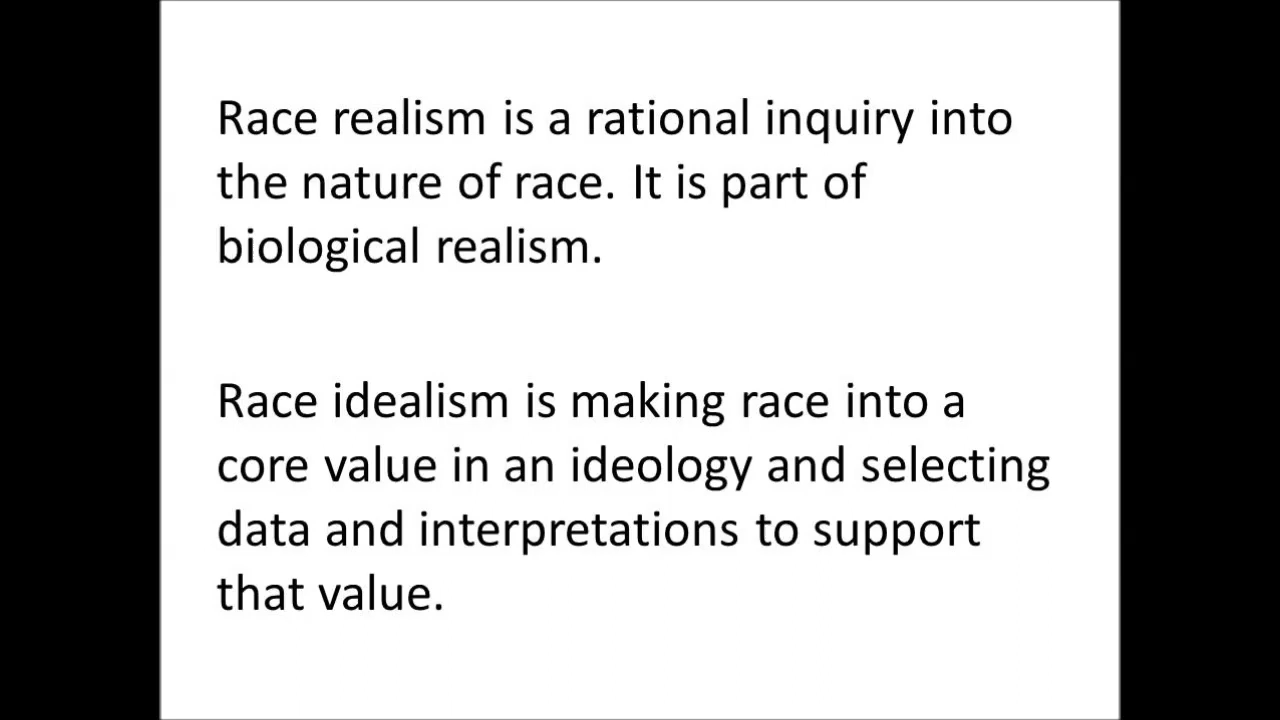 Race realism is a rational inquiry into
the nature of race. It is part of
biological realism.
Race idealism is making race into a
core value in an ideology and selecting
data and interpretations to support
that value.